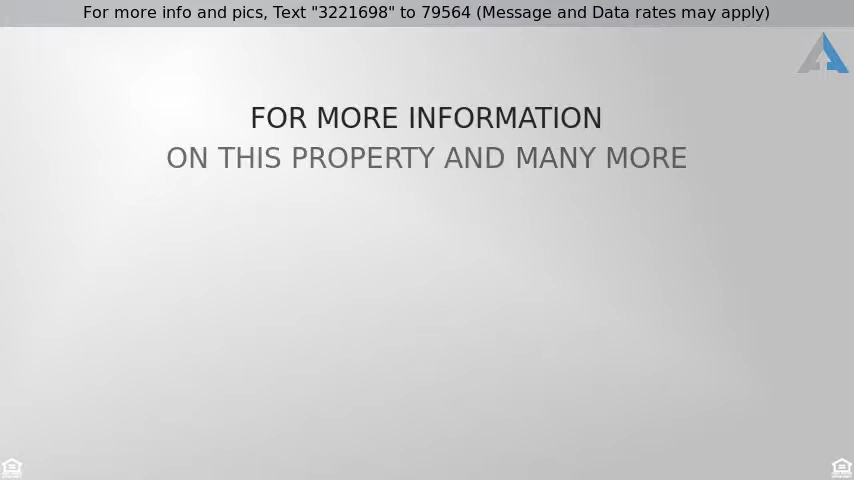 For more info and pics, Text "3221698" to 79564 (Message and Data rates may apply)
FOR MORE INFORMATION
ON THIS PROPERTY AND MANY MORE